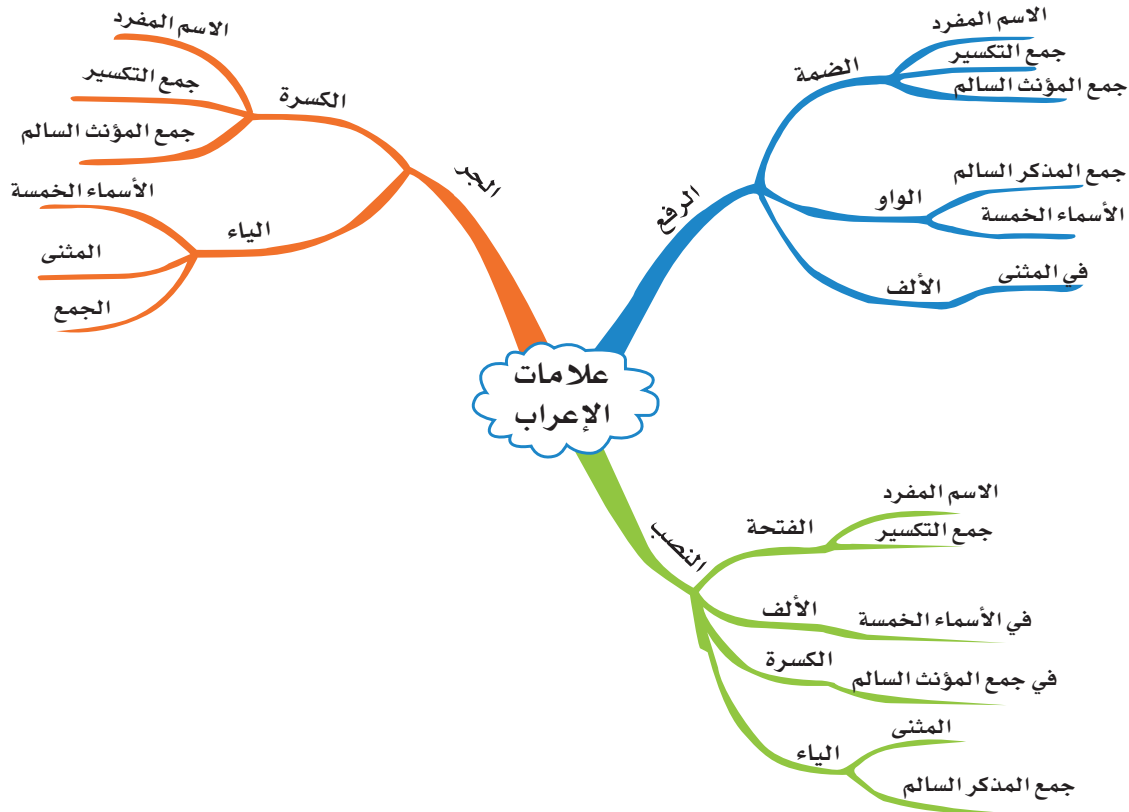 علامات
الإعراب
الرفع
الضمة
الاسم المفرد
جمع التكسير
جمع المؤنث السالم
الواو
جمع المذكر السالم
الأسماء الخمسة
الألف
في المثنى
النصب
الفتحة
الاسم المفرد
جمع التكسير
الألف
في الأسماء الخمسة
الكسرة
في جمع المؤنث السالم
الياء
المثنى
جمع المذكر السالم
الجر
الكسرة
الاسم المفرد
جمع التكسير
جمع المؤنث السالم
الياء
الأسماء الخمسة
المثنى
الجمع